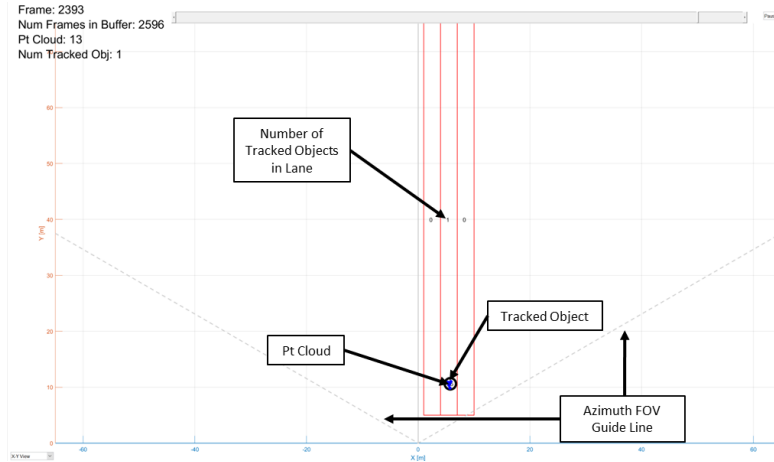 Frame: 2393
Num Frames in Buffer: 2596
Pt Cloud: 13
Num Tracked Obj: 1
60
50
Number of
Tracked Objects
in Lane
40
0 1 0
Y [m]
30
20
Tracked Object
Pt Cloud
10
Azimuth FOV
Guide Line
0
-60 -40 -20 0 20 40 60
X [m]
X-Y View